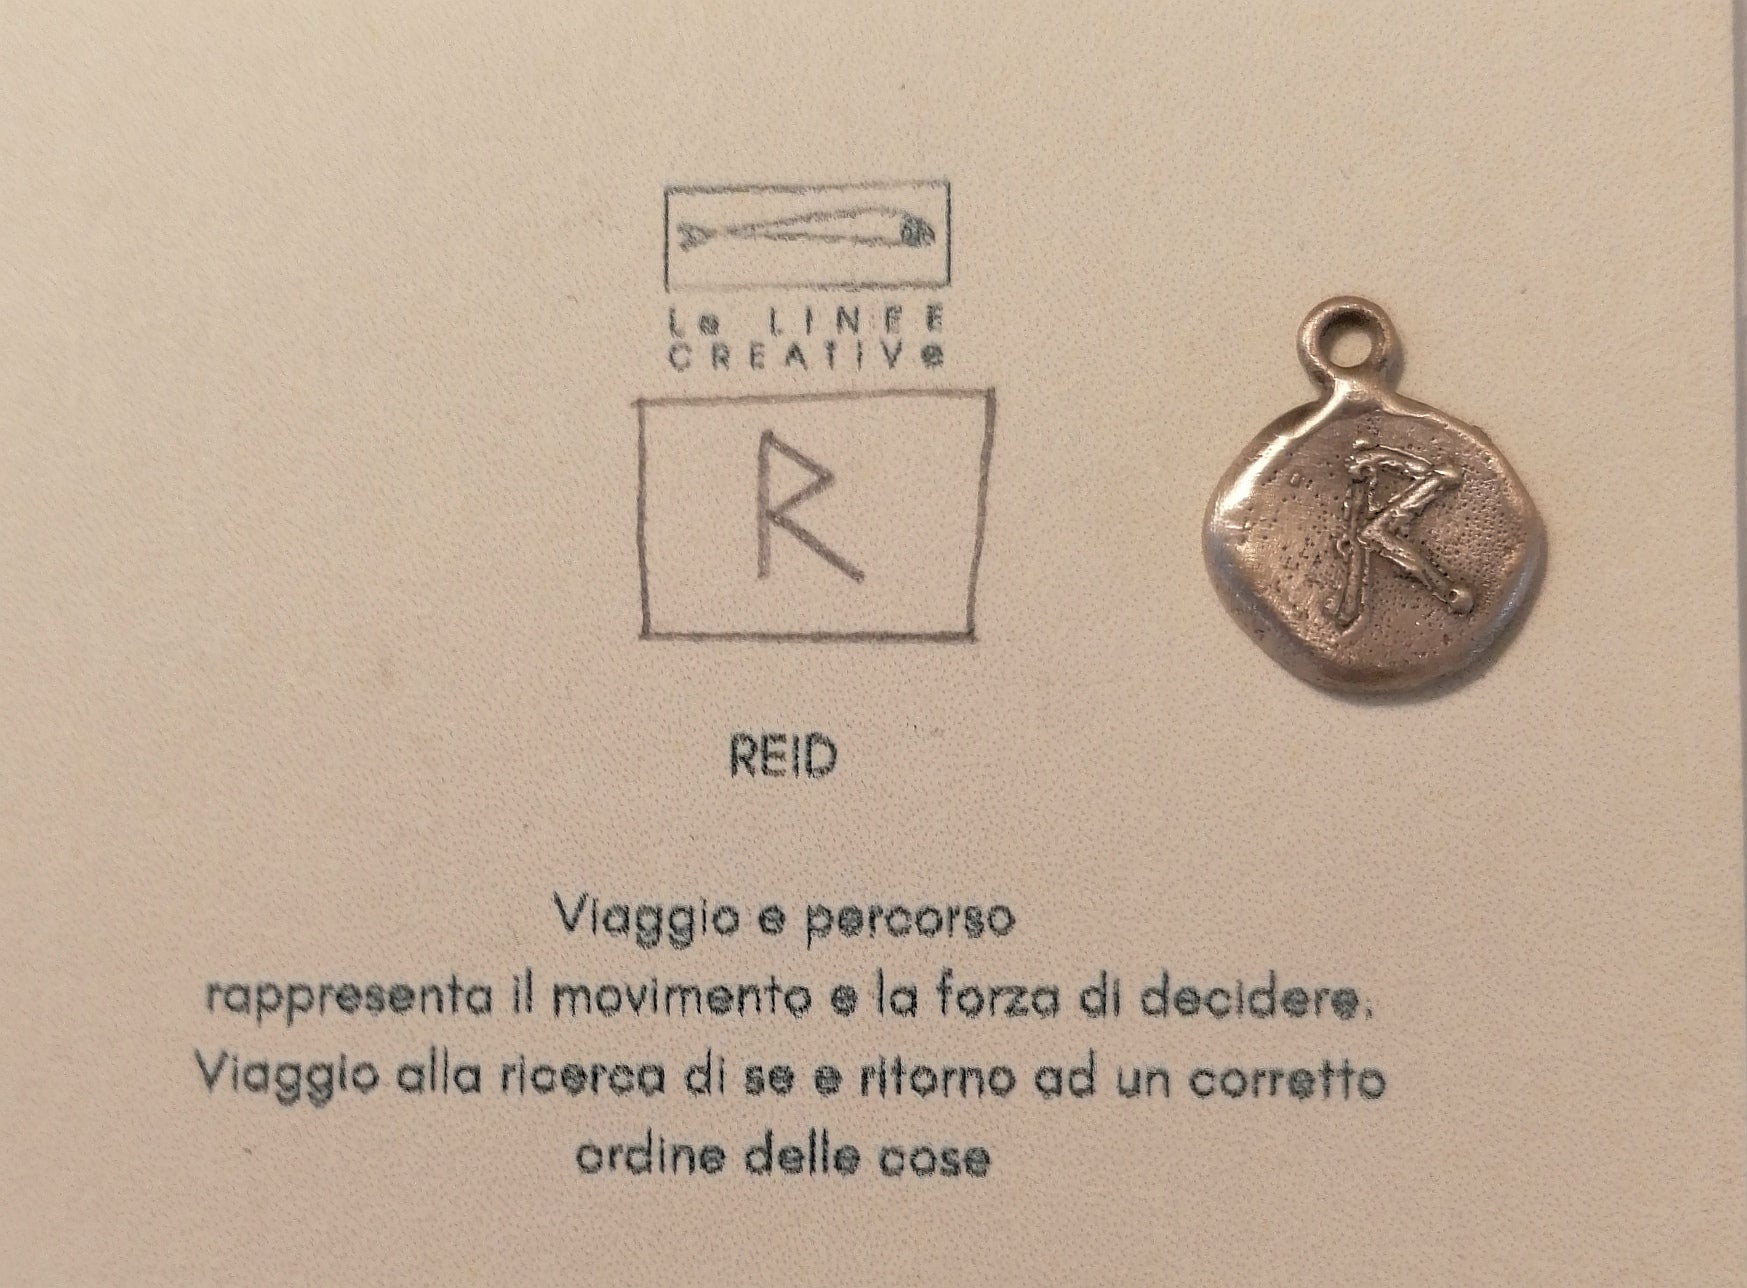 Le LINEE
CREATIVe
R
REID
Viaggio e percorso
rappresenta il movimento e la forza di decidere.
Viaggio alla ricerca di se e ritorno ad un corretto
ordine delle cose
R